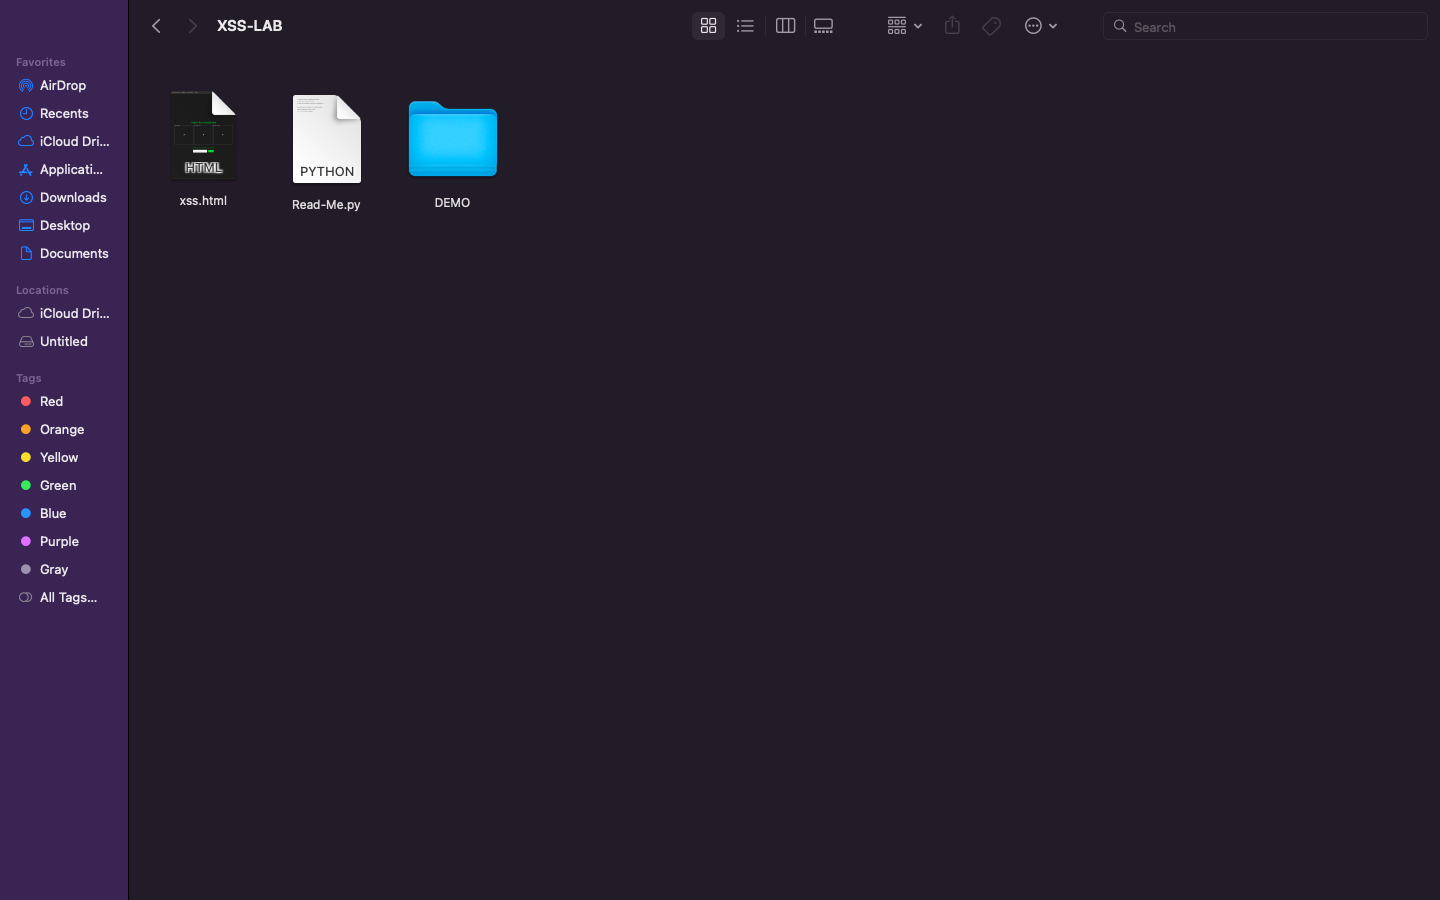 XSS-LAB
Search
Favorites
AirDrop
Recents
iCloud Dri...
Applicati...
Downloads
Desktop
Documents
Locations
iCloud Dri...
Untitled
Tags
Red
Orange
Yellow
Green
Blue
Purple
Gray
All Tags...
HTML
xss.html
PYTHON
Read-Me.py
DEMO